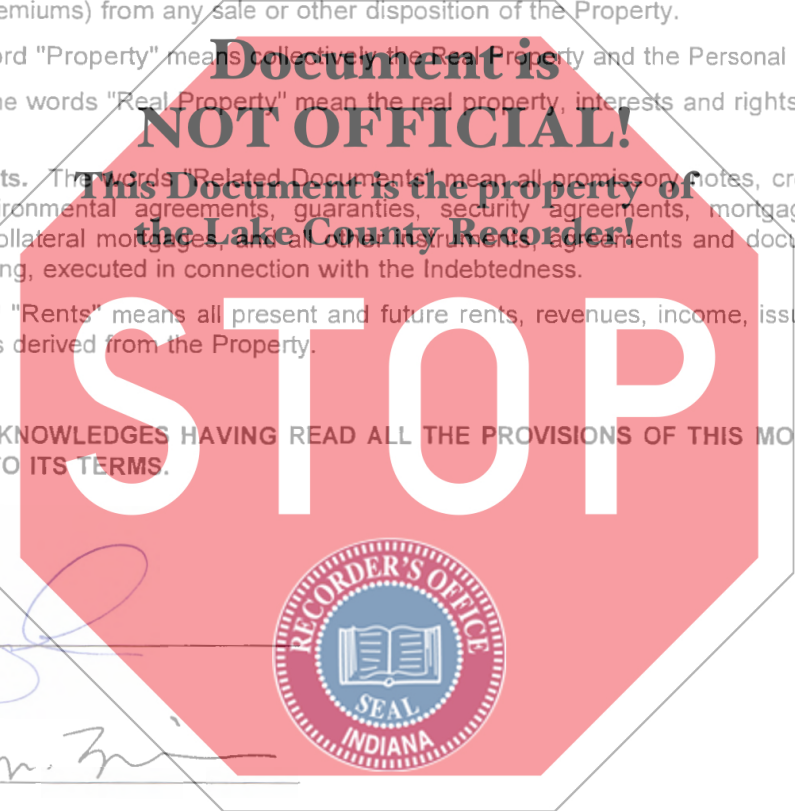 emiums) from any sale or other disposition of the Property.
ord "Property" means collectively the Real Property and the Personal
Document is
ne words "Real Property" mean the real property, interests and rights
NOT OFFICIAL!
ts. The words "Related Documents" mean all promissory notes, cre
This Document is the property of
ironmental agreements, guaranties, security agreements, mortgag
the Lake County Recorder!
ollateral mortgages, and all other instruments, agreements and docu
ng, executed in connection with the Indebtedness.
"Rents" means all present and future rents, revenues, income, issu
s derived from the Property.
STOP
KNOWLEDGES HAVING READ ALL THE PROVISIONS OF THIS MO
TO ITS TERMS.
RECORDER'S OFFICE
SEAL
INDIANA